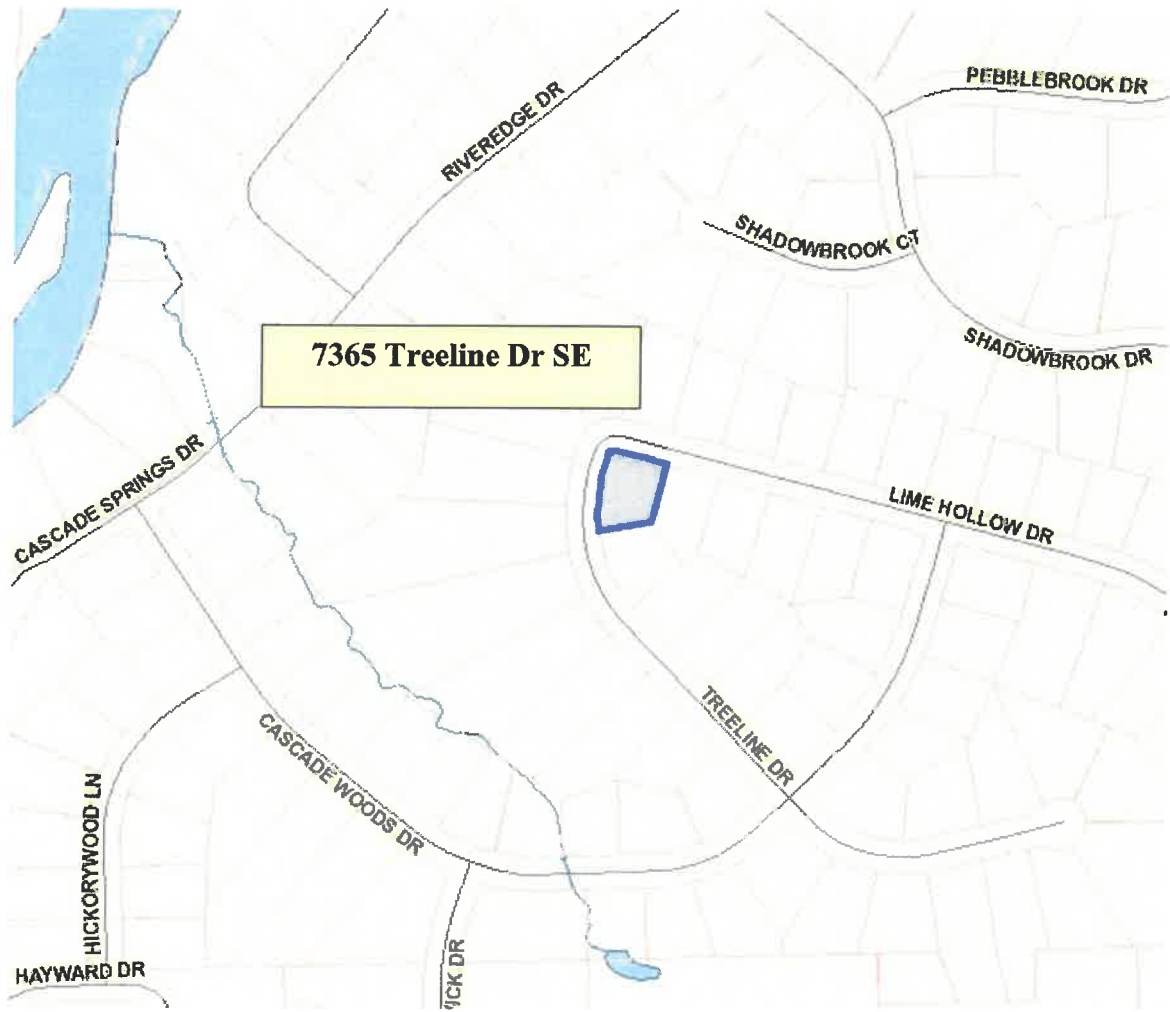 PEBBLEBROOK DR
RIVEREDGE DR
SHADOWBROOK CT
SHADOWBROOK DR
7365 Treeline Dr SE
CASCADE SPRINGS DR
LIME HOLLOW DR
TREELINE DR
CASCADE WOODS DR
HICKORYWOOD LN
HAYWARD DR
DR